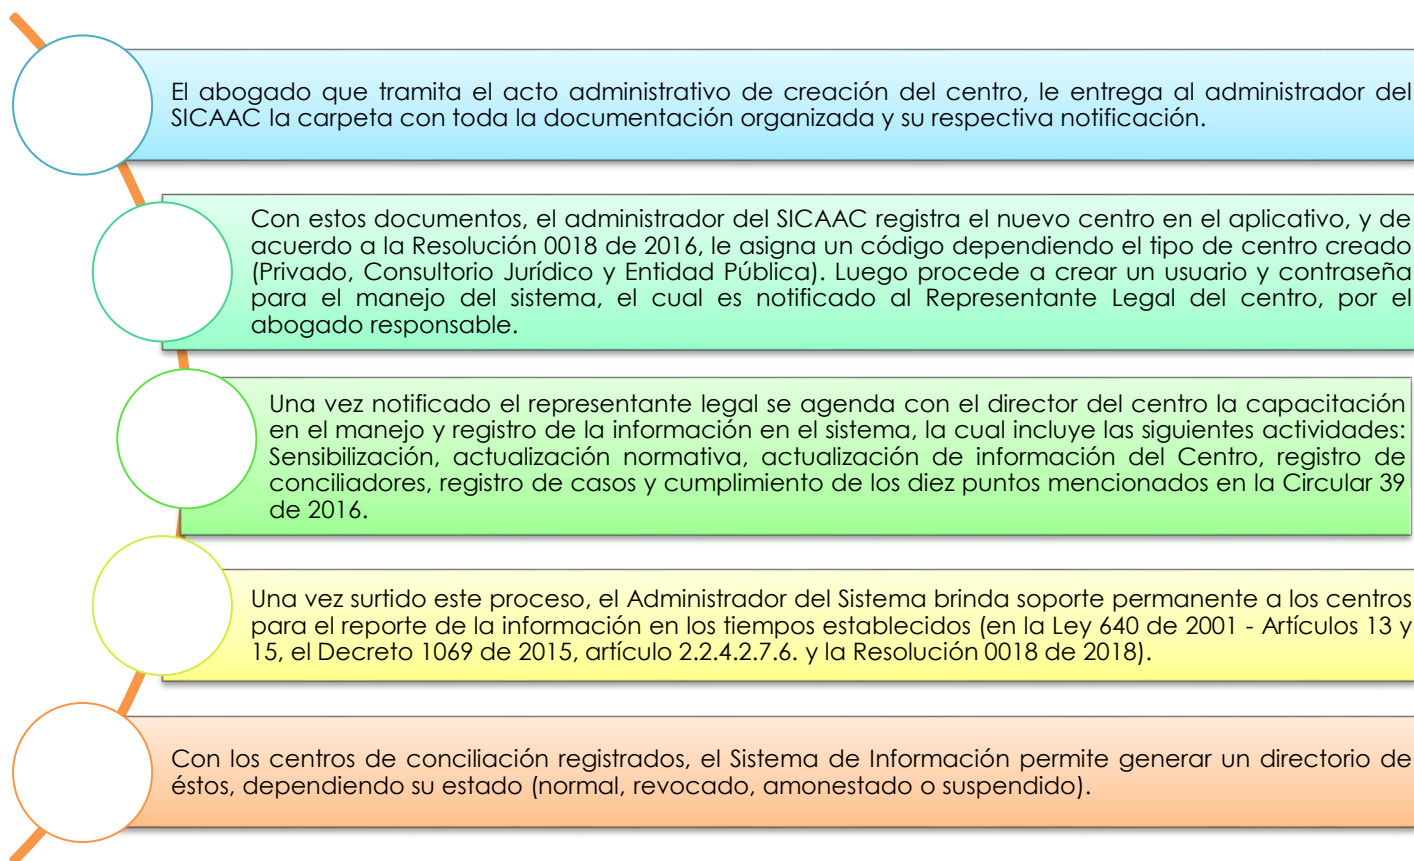 El abogado que tramita el acto administrativo de creación del centro, le entrega al administrador del
SICAAC la carpeta con toda la documentación organizada y su respectiva notificación.
Con estos documentos, el administrador del SICAAC registra el nuevo centro en el aplicativo, y de
acuerdo a la Resolución 0018 de 2016, le asigna un código dependiendo el tipo de centro creado
(Privado, Consultorio Jurídico y Entidad Pública). Luego procede a crear un usuario y contraseña
para el manejo del sistema, el cual es notificado al Representante Legal del centro, por el
abogado responsable.
Una vez notificado el representante legal se agenda con el director del centro la capacitación
en el manejo y registro de la información en el sistema, la cual incluye las siguientes actividades:
Sensibilización, actualización normativa, actualización de información del Centro, registro de
conciliadores, registro de casos y cumplimiento de los diez puntos mencionados en la Circular 39
de 2016.
Una vez surtido este proceso, el Administrador del Sistema brinda soporte permanente a los centros
para el reporte de la información en los tiempos establecidos (en la Ley 640 de 2001 - Artículos 13 y
15, el Decreto 1069 de 2015, artículo 2.2.4.2.7.6. y la Resolución 0018 de 2018).
Con los centros de conciliación registrados, el Sistema de Información permite generar un directorio de
éstos, dependiendo su estado (normal, revocado, amonestado o suspendido).